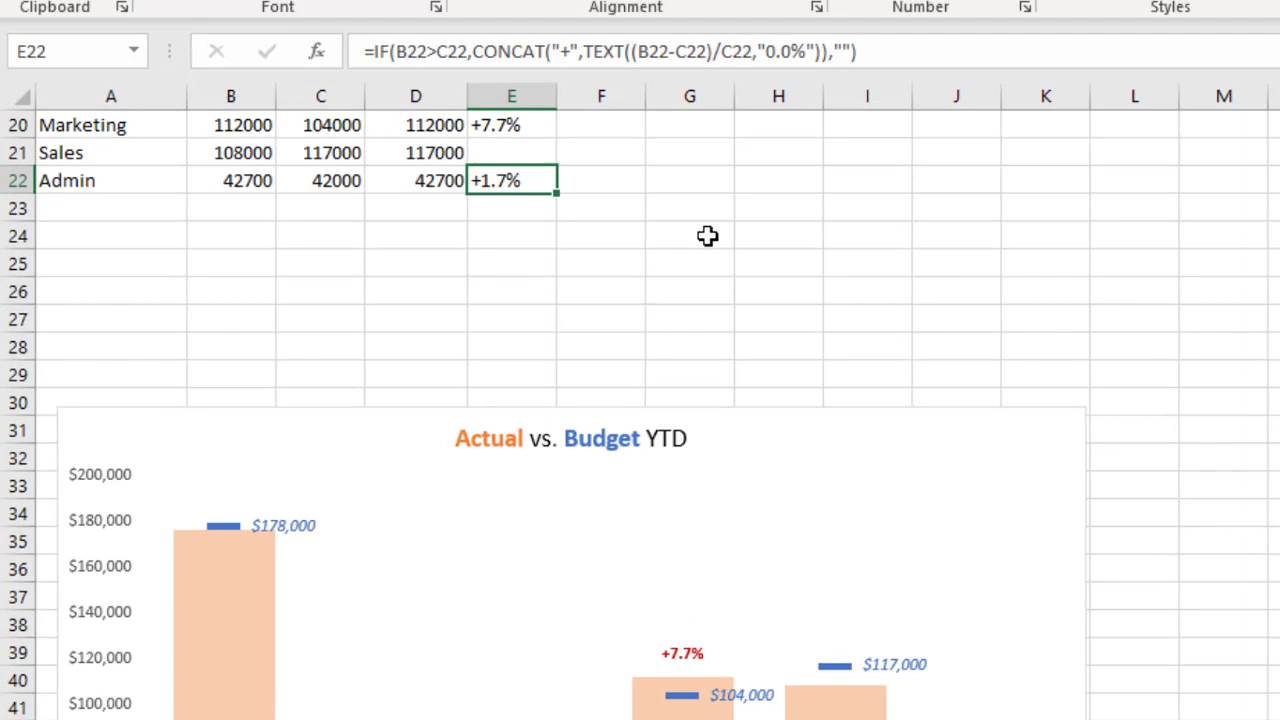 Clipboard Font Alignment Number Styles
E22 fx =IF(B22>C22,CONCAT("+",TEXT((B22-C22)/C22,"0.0%")),"")
A B C D E F G H I J K L M
20 Marketing 112000 104000 112000 +7.7%
21 Sales 108000 117000 117000
22 Admin 42700 42000 42700 +1.7%
23
24
25
26
27
28
29
30
31 Actual vs. Budget YTD
32
33 $200,000
34
35 $180,000 $178,000
36 $160,000
37
38 $140,000
39 $120,000 +7.7% $117,000
40 $104,000
41 $100,000